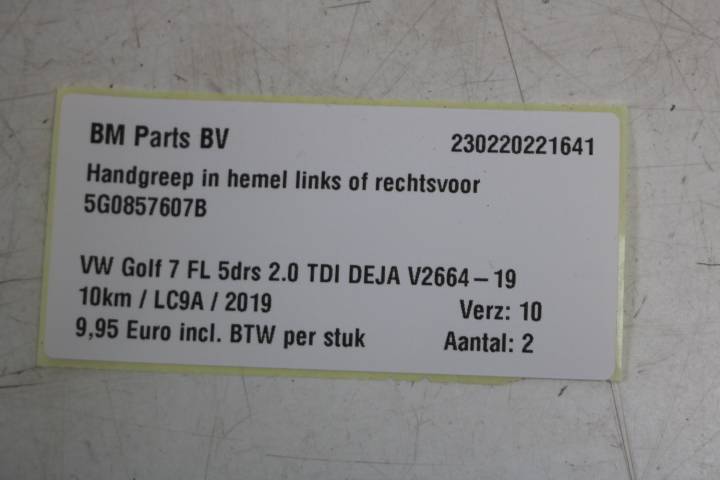 BM Parts BV 230220221641
Handgreep in hemel links of rechtsvoor
5G0857607B
VW Golf 7 FL 5drs 2.0 TDI DEJA V2664 – 19
10km / LC9A / 2019 Verz: 10
9,95 Euro incl. BTW per stuk Aantal: 2